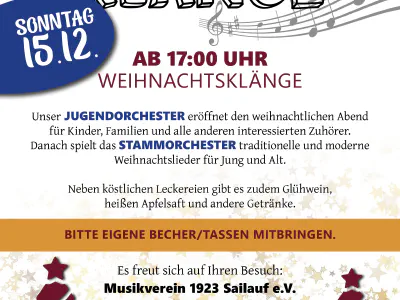 SONNTAG
15.12.
AB 17:00 UHR
WEIHNACHTSKLÄNGE
Unser JUGENDORCHESTER eröffnet den weihnachtlichen Abend
für Kinder, Familien und alle anderen interessierten Zuhörer.
Danach spielt das STAMMORCHESTER traditionelle und moderne
Weihnachtslieder für Jung und Alt.
Neben köstlichen Leckereien gibt es zudem Glühwein,
heißen Apfelsaft und andere Getränke.
BITTE EIGENE BECHER/TASSEN MITBRINGEN.
Es freut sich auf Ihren Besuch:
Musikverein 1923 Sailauf e.V.